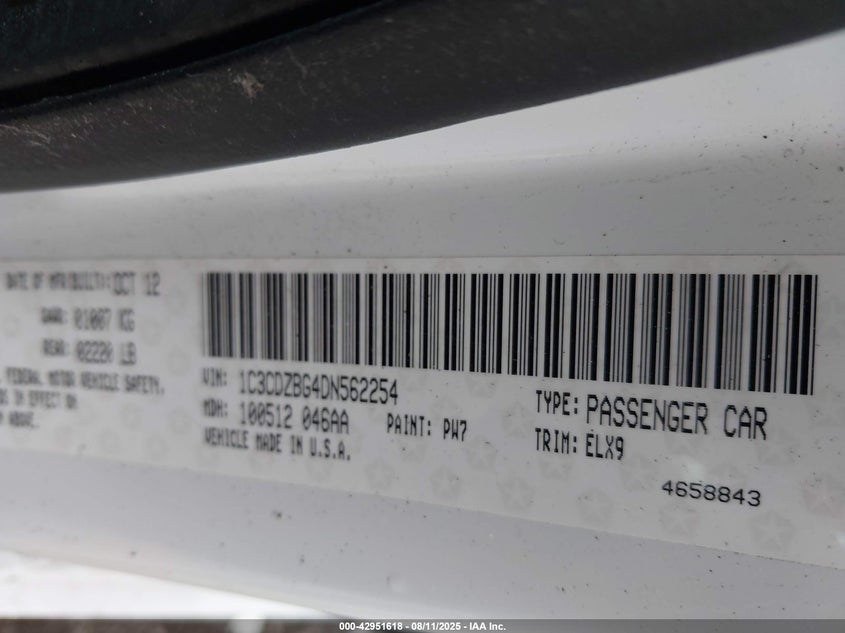 DATE OF MFR(BUILT): OCT 12
GAWR: 01007 KG
02220 LB
FEDERAL MOTOR VEHICLE SAFETY,
IN EFFECT ON
ABOVE.
VIN: 1C3CDZBG4DN562254
MDH: 100512 046AA PAINT: PW7
VEHICLE MADE IN U.S.A.
TYPE: PASSENGER CAR
TRIM: ELX9
4658843
000-42951618 - 08/11/2025 - IAA Inc.